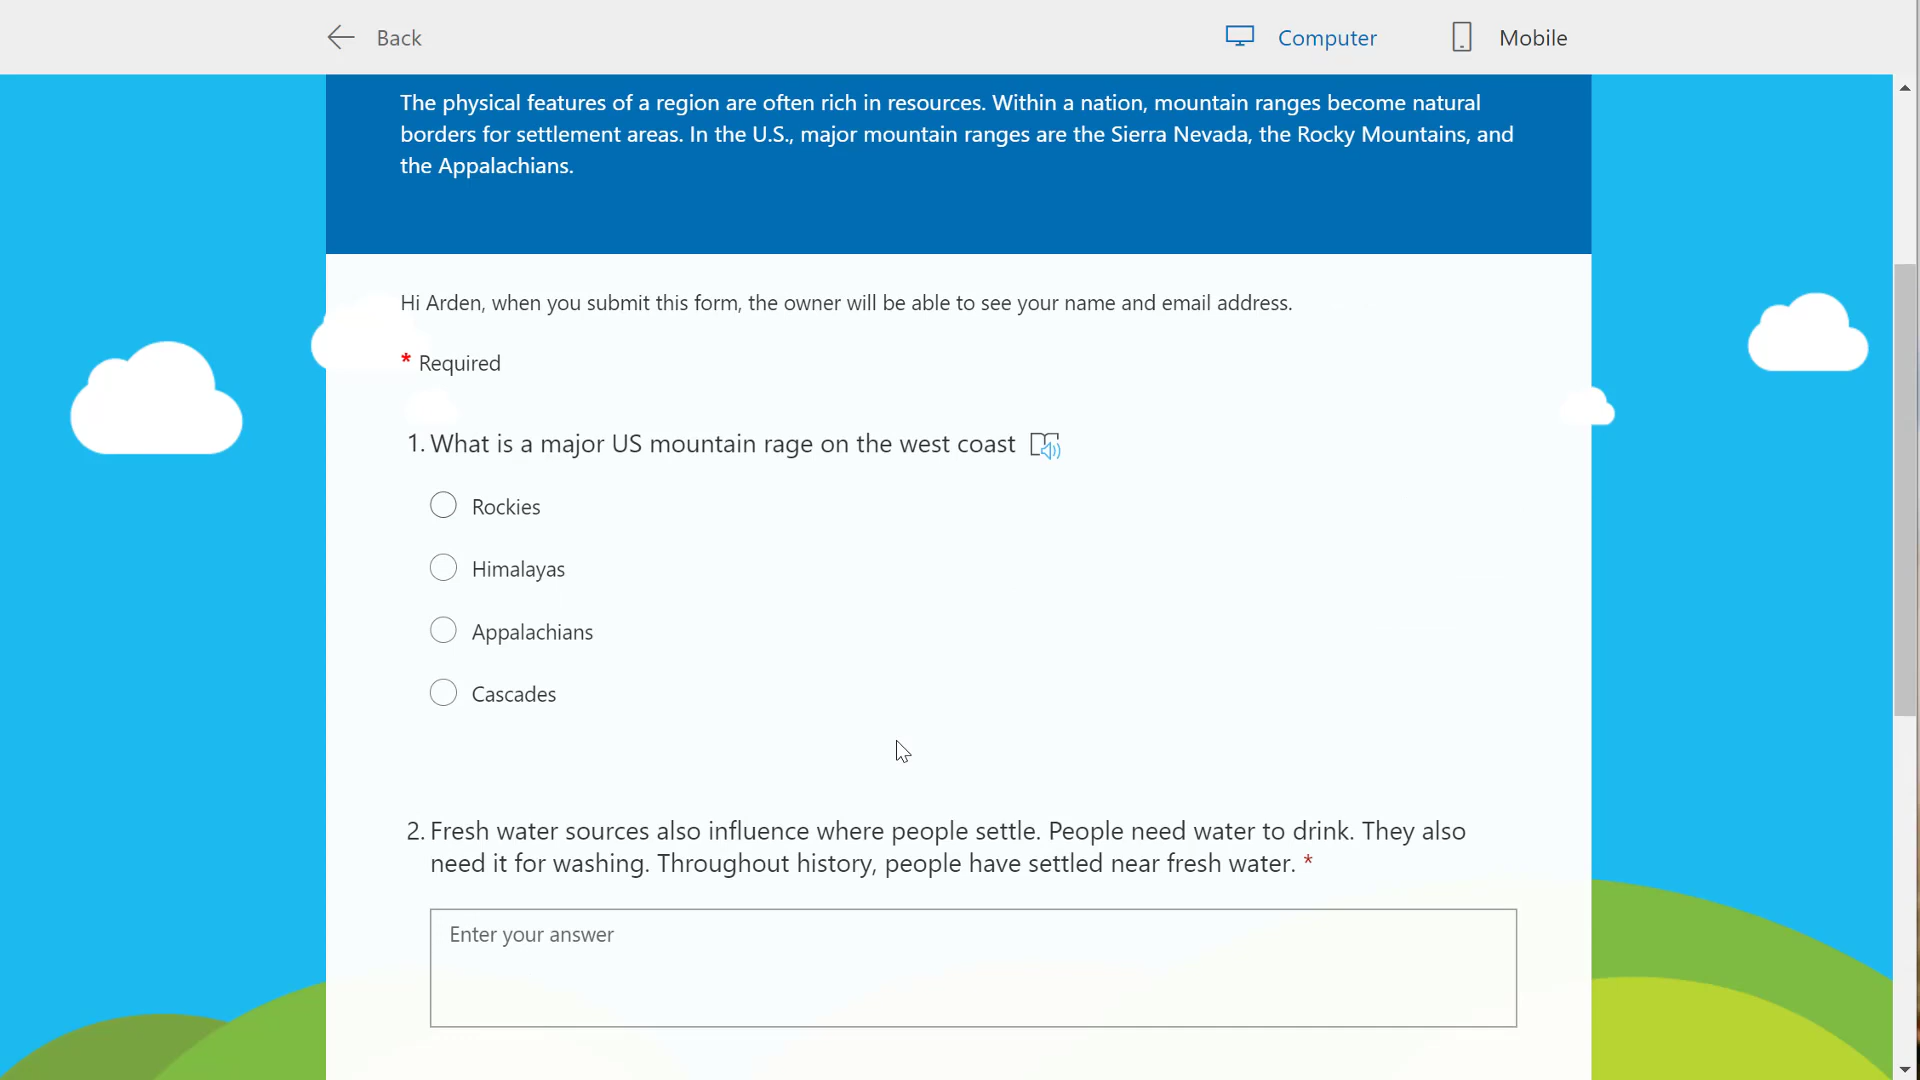 Back
Computer
Mobile
The physical features of a region are often rich in resources. Within a nation, mountain ranges become natural
borders for settlement areas. In the U.S., major mountain ranges are the Sierra Nevada, the Rocky Mountains, and
the Appalachians.
Hi Arden, when you submit this form, the owner will be able to see your name and email address.
* Required
1. What is a major US mountain rage on the west coast
Rockies
Himalayas
Appalachians
Cascades
2. Fresh water sources also influence where people settle. People need water to drink. They also
need it for washing. Throughout history, people have settled near fresh water. *
Enter your answer